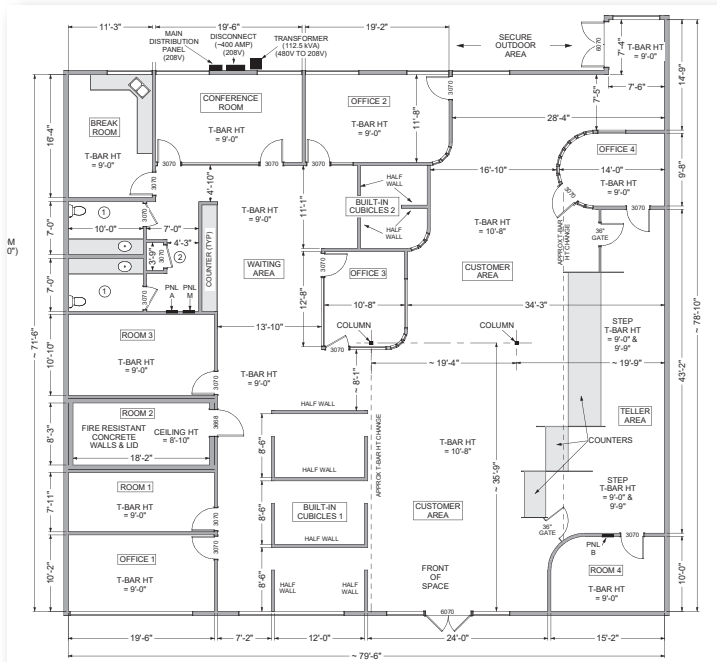 11'-3"
19'-6"
19'-2"
MAIN
DISTRIBUTION
PANEL
(208V)
DISCONNECT
(~400 AMP)
(208V)
TRANSFORMER
(112.5 kVA)
(480V TO 208V)
SECURE
OUTDOOR
AREA
6070
7'-4"
T-BAR HT
= 9'-0"
7'-6"
14'-9"
7'-5"
28'-4"
BREAK
ROOM
T-BAR HT
= 9'-0"
16'-4"
3070
CONFERENCE
ROOM
T-BAR HT
= 9'-0"
3070
3070
OFFICE 2
T-BAR HT
= 9'-0"
11'-8"
3070
3070
OFFICE 4
14'-0"
T-BAR HT
= 9'-0"
9'-8"
3070
3070
16'-10"
4'-10"
11'-1"
HALF
WALL
BUILT-IN
CUBICLES 2
HALF
WALL
T-BAR HT
= 9'-0"
T-BAR HT
= 10'-8"
APPROX T-BAR
HT CHANGE
36"
GATE
7'-0"
10'-0"
1
3070
7'-0"
4'-3"
3'-9"
3070
2
COUNTER (TYP)
WAITING
AREA
CUSTOMER
AREA
M
0")
7'-0"
1
3070
PNL
A
PNL
M
3070
OFFICE 3
10'-8"
12'-8"
34'-3"
~ 71'-6"
~ 78'-10"
13'-10"
COLUMN
COLUMN
3070
STEP
T-BAR HT
= 9'-0" &
9'-9"
ROOM 3
T-BAR HT
= 9'-0"
10'-10"
3070
T-BAR HT
= 9'-0"
~ 8'-1"
~ 19'-4"
~ 19'-9"
43'-2"
TELLER
AREA
COUNTERS
HALF WALL
ROOM 2
FIRE RESISTANT
CONCRETE
WALLS & LID
CEILING HT
= 8'-10"
18'-2"
8'-3"
3668
8'-6"
HALF WALL
APPROX T-BAR HT CHANGE
T-BAR HT
= 10'-8"
~ 35'-9"
STEP
T-BAR HT
= 9'-0" &
9'-9"
ROOM 1
T-BAR HT
= 9'-0"
7'-11"
3070
8'-6"
BUILT-IN
CUBICLES 1
HALF WALL
CUSTOMER
AREA
36"
GATE
PNL
B
3070
OFFICE 1
T-BAR HT
= 9'-0"
10'-2"
3070
8'-6"
HALF
WALL
HALF
WALL
FRONT
OF
SPACE
6070
ROOM 4
T-BAR HT
= 9'-0"
10'-0"
19'-6"
7'-2"
12'-0"
24'-0"
15'-2"
~ 79'-6"